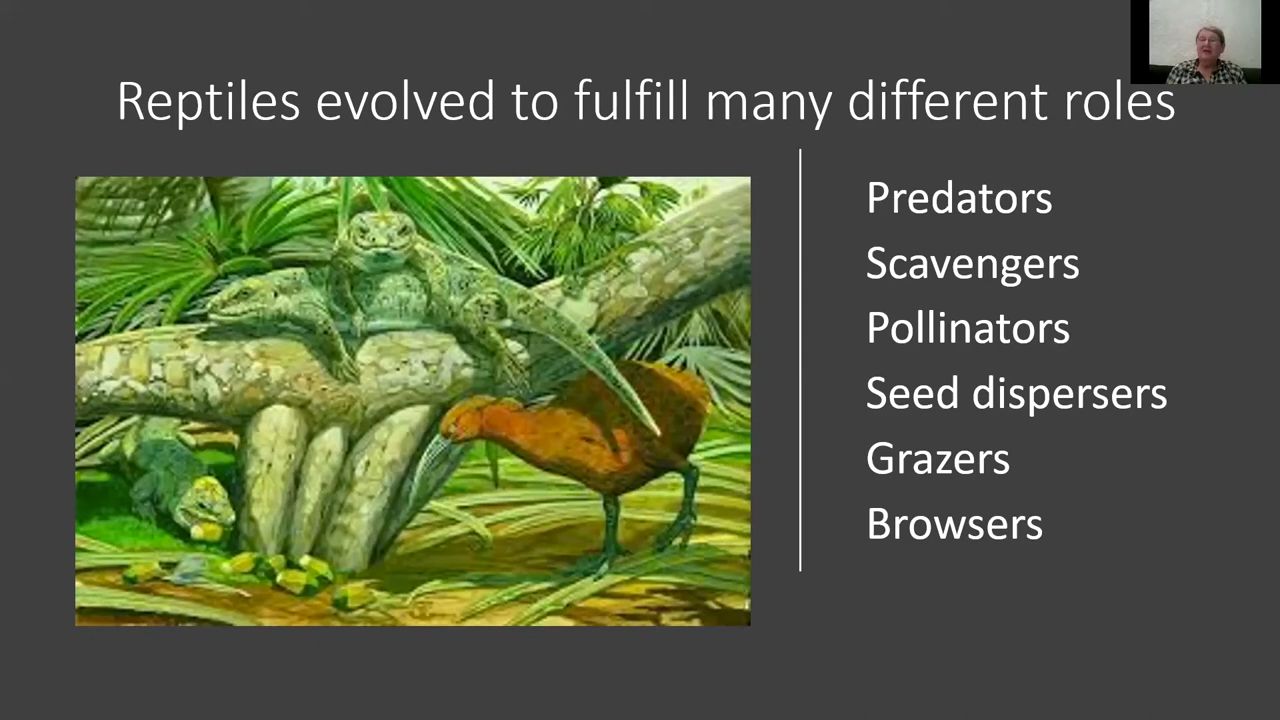 Reptiles evolved to fulfill many different roles
Predators
Scavengers
Pollinators
Seed dispersers
Grazers
Browsers